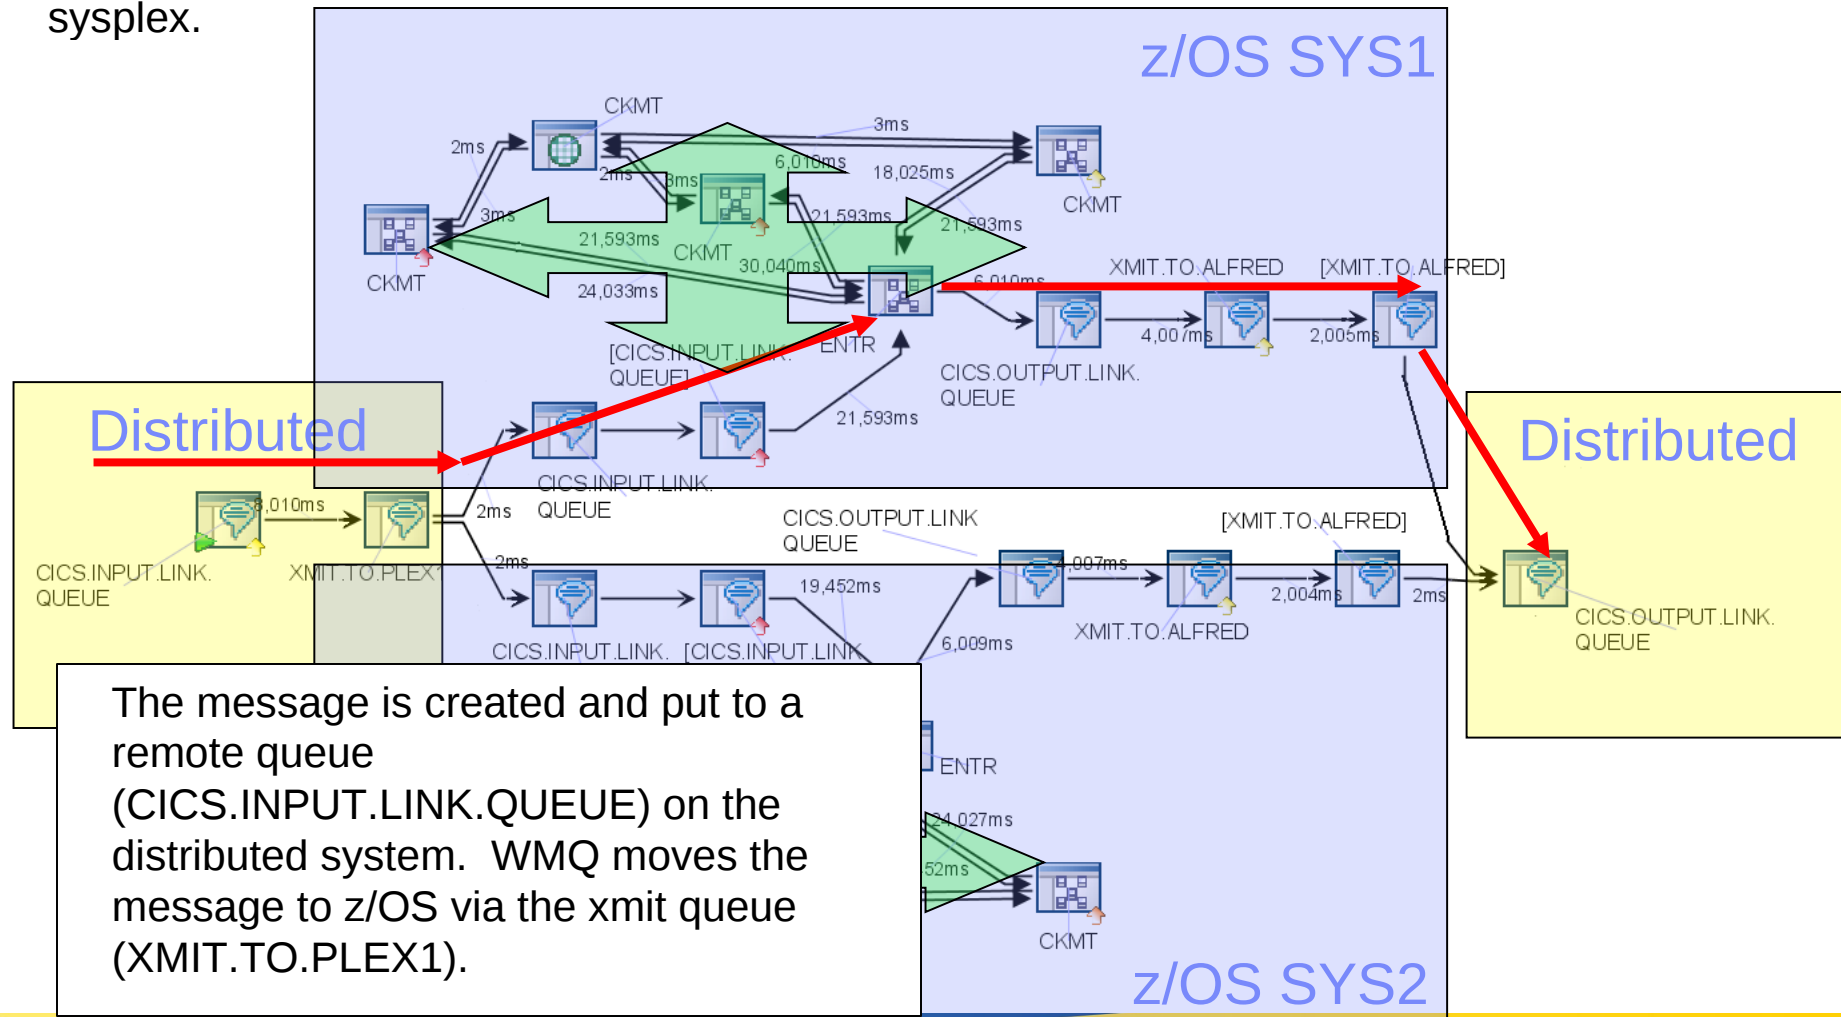 sysplex.
z/OS SYS1
CKMT
3ms
2ms
6,010ms
18,025ms
2ms
3ms
CKMT
3ms
21,593ms
21,593ms
21,593ms
CKMT
30,040ms
CKMT
24,033ms
6,010ms
XMIT.TO.ALFRED
[XMIT.TO.ALFRED]
4,007ms
2,005ms
[CICS.INPUT.LINK.
QUEUE]
ENTR
CICS.OUTPUT.LINK.
QUEUE
21,593ms
Distributed
Distributed
CICS.INPUT.LINK.
QUEUE
8,010ms
2ms
CICS.OUTPUT.LINK
QUEUE
[XMIT.TO.ALFRED]
CICS.INPUT.LINK.
QUEUE
XMIT.TO.PLEX1
2ms
4,007ms
19,452ms
2,004ms
2ms
CICS.OUTPUT.LINK.
QUEUE
XMIT.TO.ALFRED
6,009ms
CICS.INPUT.LINK.
[CICS.INPUT.LINK
The message is created and put to a
remote queue
(CICS.INPUT.LINK.QUEUE) on the
distributed system. WMQ moves the
message to z/OS via the xmit queue
(XMIT.TO.PLEX1).
ENTR
24,027ms
52ms
CKMT
z/OS SYS2